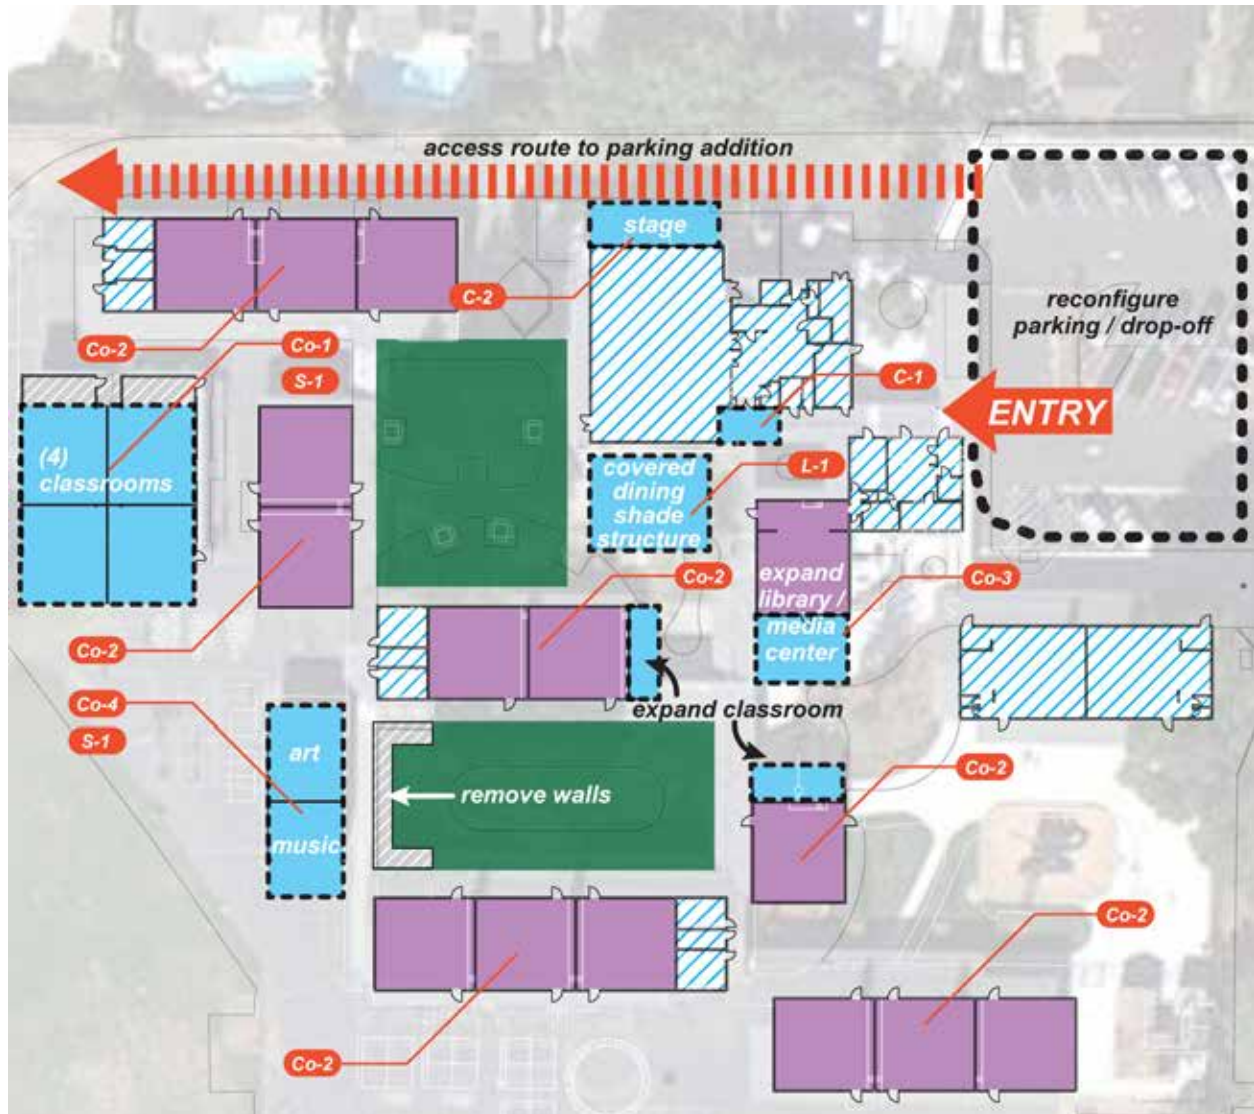 access route to parking addition
stage
C-2
reconfigure
parking / drop-off
Co-2
Co-1
S-1
C-1
ENTRY
(4)
classrooms
covered
dining
shade
structure
L-1
Co-2
expand
library /
media
center
Co-3
Co-2
Co-4
S-1
expand classroom
art
music
remove walls
Co-2
Co-2
Co-2